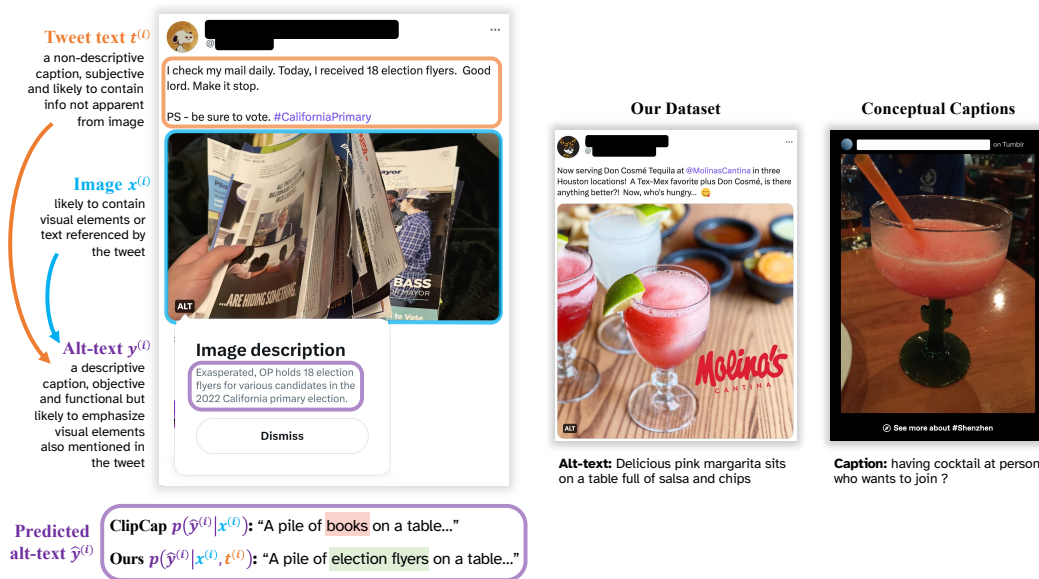 Tweet text t^(i)
a non-descriptive
caption, subjective
and likely to contain
info not apparent
from image
Image x^(i)
likely to contain
visual elements or
text referenced by
the tweet
Alt-text y^(i)
a descriptive
caption, objective
and functional but
likely to emphasize
visual elements
also mentioned in
the tweet
@
I check my mail daily. Today, I received 18 election flyers. Good
lord. Make it stop.
PS - be sure to vote. #CaliforniaPrimary
...ARE HIDING SOMETHING.
BASS
OR MAYOR
d to Vote
ALT
Image description
Exasperated, OP holds 18 election
flyers for various candidates in the
2022 California primary election.
Dismiss
Predicted
alt-text ŷ^(i)
ClipCap p(ŷ^(i)|x^(i)): “A pile of books on a table...”
Ours p(ŷ^(i)|x^(i), t^(i)): “A pile of election flyers on a table...”
Our Dataset
@
Now serving Don Cosmé Tequila at @MolinasCantina in three
Houston locations! A Tex-Mex favorite plus Don Cosmé, is there
anything better?! Now, who's hungry... 😋
Molina's
CANTINA
ALT
Alt-text: Delicious pink margarita sits
on a table full of salsa and chips
Conceptual Captions
on Tumblr
See more about #Shenzhen
Caption: having cocktail at person
who wants to join ?